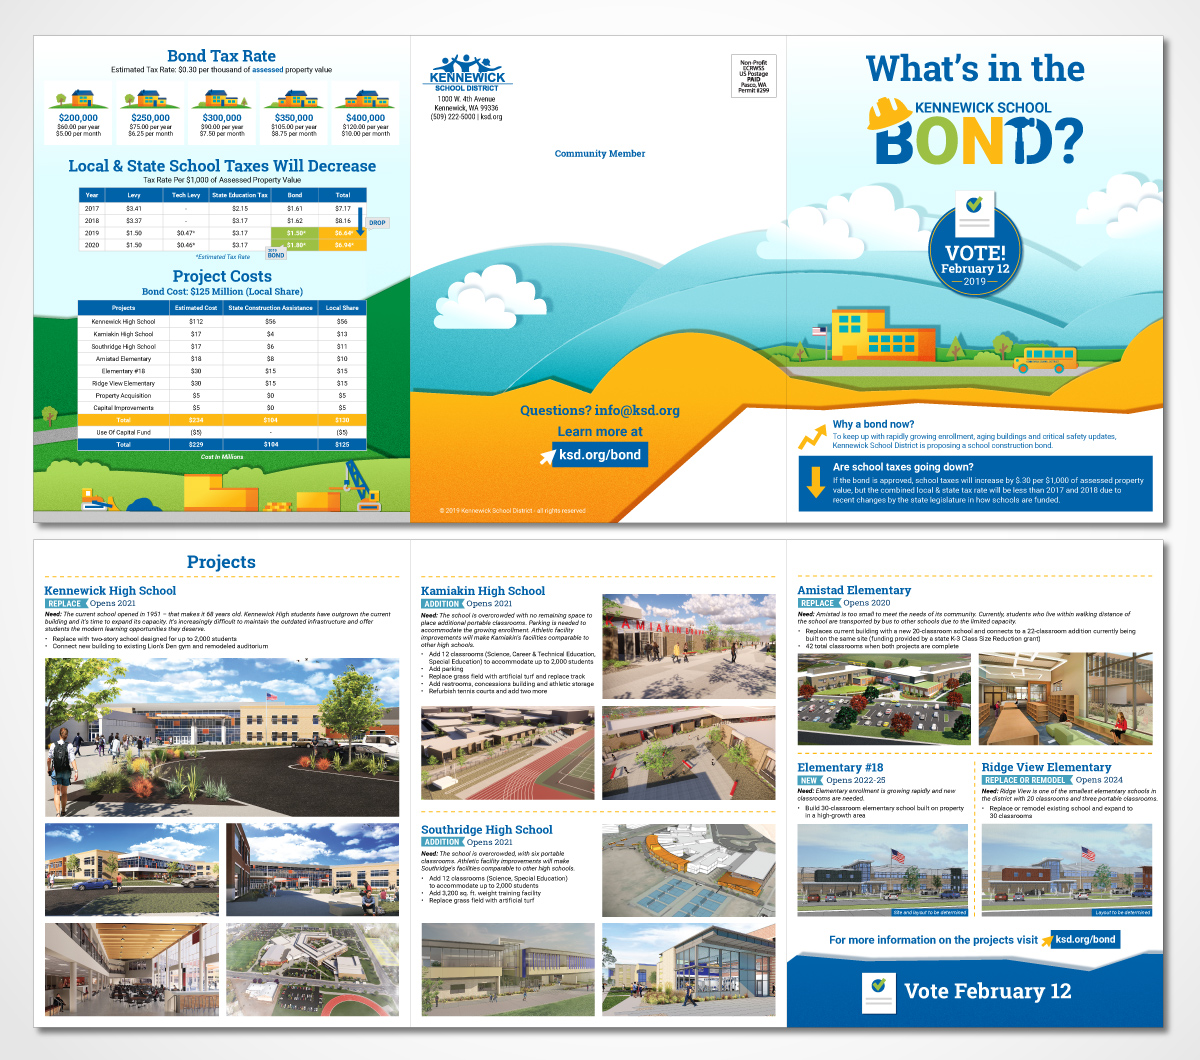 Bond Tax Rate
Estimated Tax Rate: $0.30 per thousand of assessed property value
$200,000 $250,000 $300,000 $350,000 $400,000
$60.00 per year $75.00 per year $90.00 per year $105.00 per year $120.00 per year
$5.00 per month $6.25 per month $7.50 per month $8.75 per month $10.00 per month
Local & State School Taxes Will Decrease
Tax Rate Per $1,000 of Assessed Property Value
Year Levy Tech Levy State Education Tax Bond Total
2017 $3.41 - $2.15 $1.61 $7.17
2018 $3.37 - $3.17 $1.62 $8.16
DROP
2019 $1.50 $0.47* $3.17 $1.50*
2020 $1.50 $0.46* $3.17 $1.80* $6.94*
2019
BOND
*Estimated Tax Rate
Project Costs
Bond Cost: $125 Million (Local Share)
Projects Estimated Cost State Construction Assistance Local Share
Kennewick High School $112 $56 $56
Kamiakin High School $17 $4 $13
Southridge High School $17 $6 $11
Amistad Elementary $18 $8 $10
Elementary #18 $30 $15 $15
Ridge View Elementary $30 $15 $15
Property Acquisition $5 $0 $5
Capital Improvements $5 $0 $5
Total $234 $104 $130
Use Of Capital Fund ($5) - ($5)
Total $229 $104 $125
Cost In Millions
KENNEWICK
SCHOOL DISTRICT
1000 W. 4th Avenue
Kennewick, WA 99336
(509) 222-5000 | ksd.org
Non-Profit
ECRWSS
US Postage
PAID
Pasco, WA
Permit #299
Community Member
Questions? info@ksd.org
Learn more at
ksd.org/bond
© 2019 Kennewick School District - all rights reserved
What's in the
KENNEWICK SCHOOL
BOND?
VOTE!
February 12
2019
Why a bond now?
To keep up with rapidly growing enrollment, aging buildings and critical safety updates,
Kennewick School District is proposing a school construction bond.
Are school taxes going down?
If the bond is approved, school taxes will increase by $.30 per $1,000 of assessed property
value, but the combined local & state tax rate will be less than 2017 and 2018 due to
recent changes by the state legislature in how schools are funded.
Projects
Kennewick High School
REPLACE Opens 2021
Need: The current school opened in 1951 – that makes it 68 years old. Kennewick High students have outgrown the current
building and it's time to expand its capacity. It's increasingly difficult to maintain the outdated infrastructure and offer
students the modern learning opportunities they deserve.
• Replace with two-story school designed for up to 2,000 students
• Connect new building to existing Lion's Den gym and remodeled auditorium
Kamiakin High School
ADDITION Opens 2021
Need: The school is overcrowded with no remaining space to
place additional portable classrooms. Parking is needed to
accommodate the growing enrollment. Athletic facility
improvements will make Kamiakin's facilities comparable to
other high schools.
• Add 12 classrooms (Science, Career & Technical Education,
Special Education) to accommodate up to 2,000 students
• Add parking
• Replace grass field with artificial turf and replace track
• Add restrooms, concessions building and athletic storage
• Refurbish tennis courts and add two more
KAMIAKIN
Southridge High School
ADDITION Opens 2021
Need: The school is overcrowded, with six portable
classrooms. Athletic facility improvements will make
Southridge's facilities comparable to other high schools.
• Add 12 classrooms (Science, Special Education)
to accommodate up to 2,000 students
• Add 3,200 sq. ft. weight training facility
• Replace grass field with artificial turf
Amistad Elementary
REPLACE Opens 2020
Need: Amistad is too small to meet the needs of its community. Currently, students who live within walking distance of
the school are transported by bus to other schools due to the limited capacity.
• Replaces current building with a new 20-classroom school and connects to a 22-classroom addition currently being
built on the same site (funding provided by a state K-3 Class Size Reduction grant)
• 42 total classrooms when both projects are complete
Elementary #18
NEW Opens 2022-25
Need: Elementary enrollment is growing rapidly and new
classrooms are needed.
• Build 30-classroom elementary school built on property
in a high-growth area
Site and layout to be determined
Ridge View Elementary
REPLACE OR REMODEL Opens 2024
Need: Ridge View is one of the smallest elementary schools in
the district with 20 classrooms and three portable classrooms.
• Replace or remodel existing school and expand to
30 classrooms
Layout to be determined
For more information on the projects visit ksd.org/bond
Vote February 12